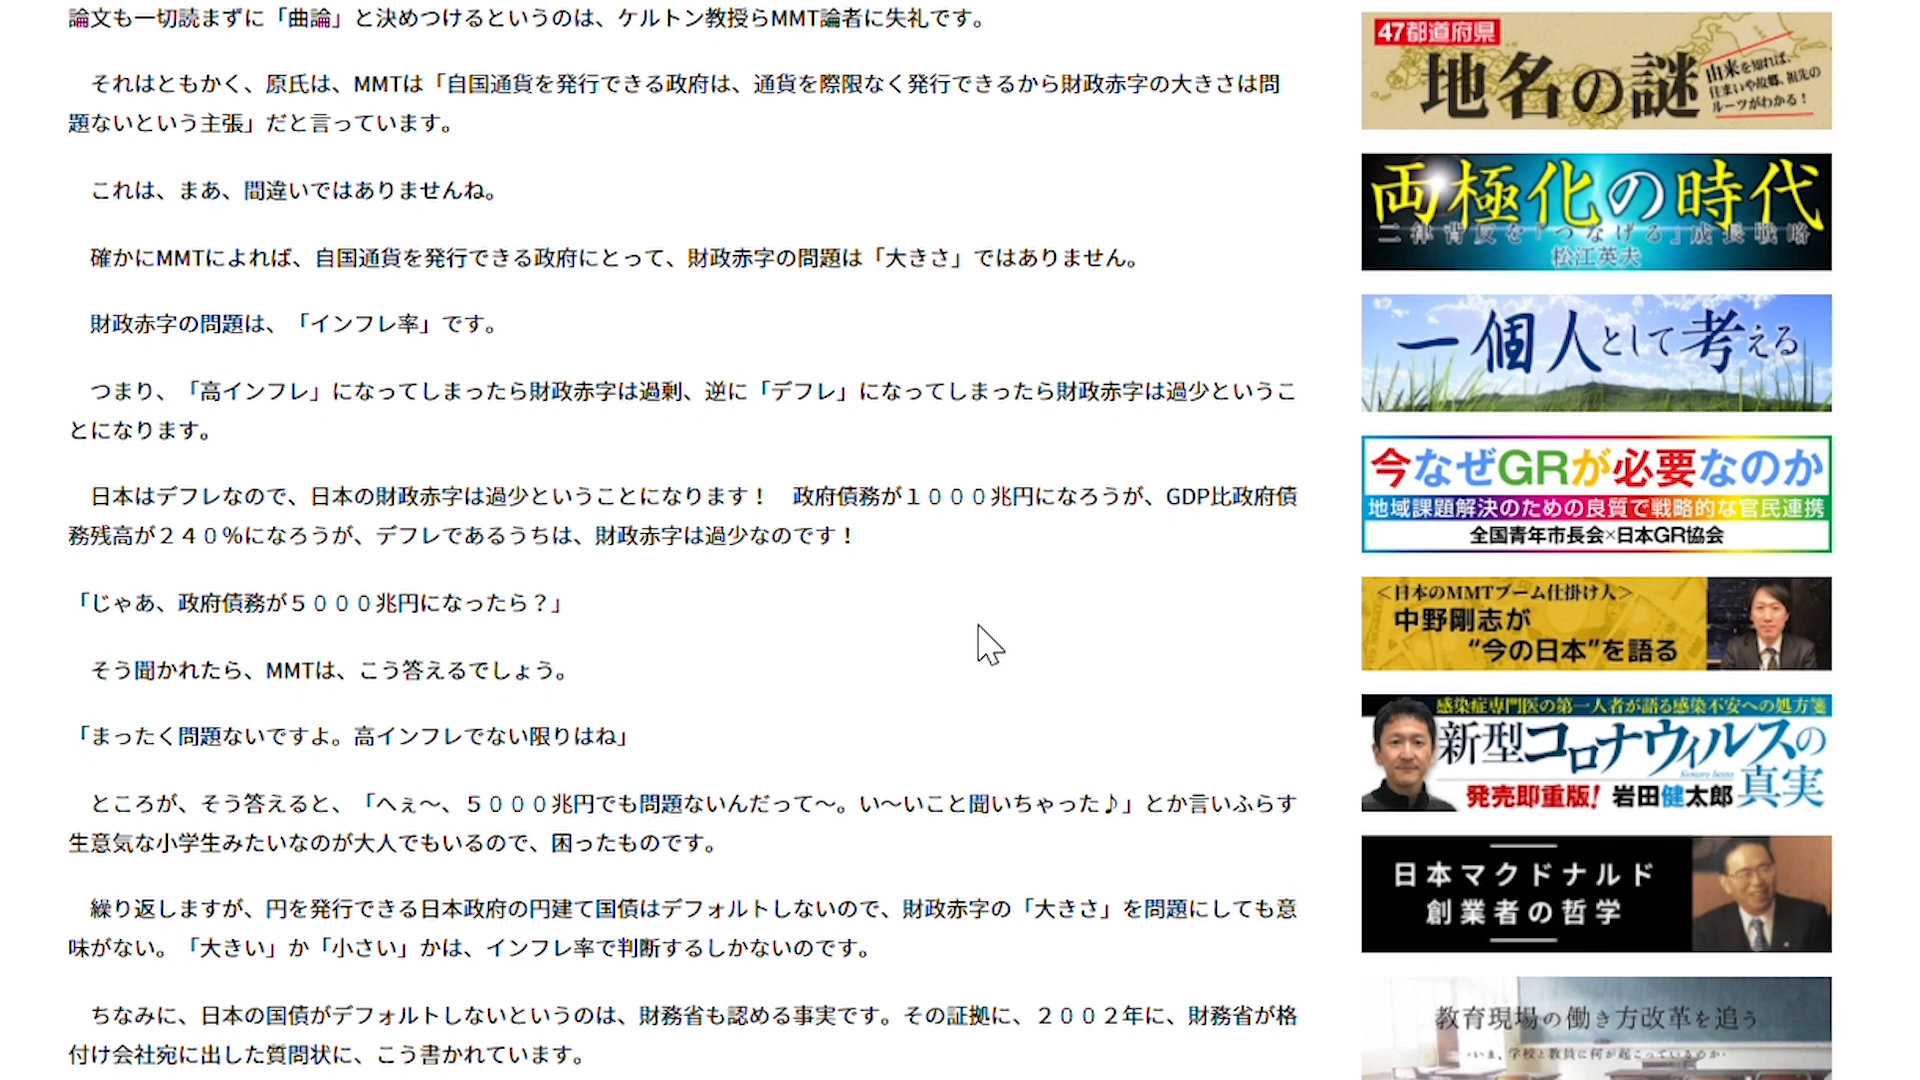 論文も一切読まずに「曲論」と決めつけるというのは、ケルトン教授らMMT論者に失礼です。
それはともかく、原氏は、MMTは「自国通貨を発行できる政府は、通貨を際限なく発行できるから財政赤字の大きさは問
題ないという主張」だと言っています。
これは、まあ、間違いではありませんね。
確かにMMTによれば、自国通貨を発行できる政府にとって、財政赤字の問題は「大きさ」ではありません。
財政赤字の問題は、「インフレ率」です。
つまり、「高インフレ」になってしまったら財政赤字は過剰、逆に「デフレ」になってしまったら財政赤字は過少というこ
とになります。
日本はデフレなので、日本の財政赤字は過少ということになります！　政府債務が１０００兆円になろうが、GDP比政府債
務残高が２４０％になろうが、デフレであるうちは、財政赤字は過少なのです！
「じゃあ、政府債務が５０００兆円になったら？」
そう聞かれたら、MMTは、こう答えるでしょう。
「まったく問題ないですよ。高インフレでない限りはね」
ところが、そう答えると、「へぇ～、５０００兆円でも問題ないんだって～。い～いこと聞いちゃった♪」とか言いふらす
生意気な小学生みたいなのが大人でもいるので、困ったものです。
繰り返しますが、円を発行できる日本政府の円建て国債はデフォルトしないので、財政赤字の「大きさ」を問題にしても意
味がない。「大きい」か「小さい」かは、インフレ率で判断するしかないのです。
ちなみに、日本の国債がデフォルトしないというのは、財務省も認める事実です。その証拠に、２００２年に、財務省が格
付け会社宛に出した質問状に、こう書かれています。
47都道府県
地名の謎
由来を知れば、
住まいや故郷、祖先の
ルーツがわかる！
両極化の時代
二律背反を「つなげる」成長戦略
松江英夫
一個人として考える
今なぜGRが必要なのか
地域課題解決のための良質で戦略的な官民連携
全国青年市長会×日本GR協会
＜日本のMMTブーム仕掛け人＞
中野剛志が
“今の日本”を語る
感染症専門医の第一人者が語る感染不安への処方箋
新型コロナウィルスの
真実
発売即重版！ 岩田健太郎
日本マクドナルド
創業者の哲学
教育現場の働き方改革を追う
-いま、学校と教員に何が起こっているのか-